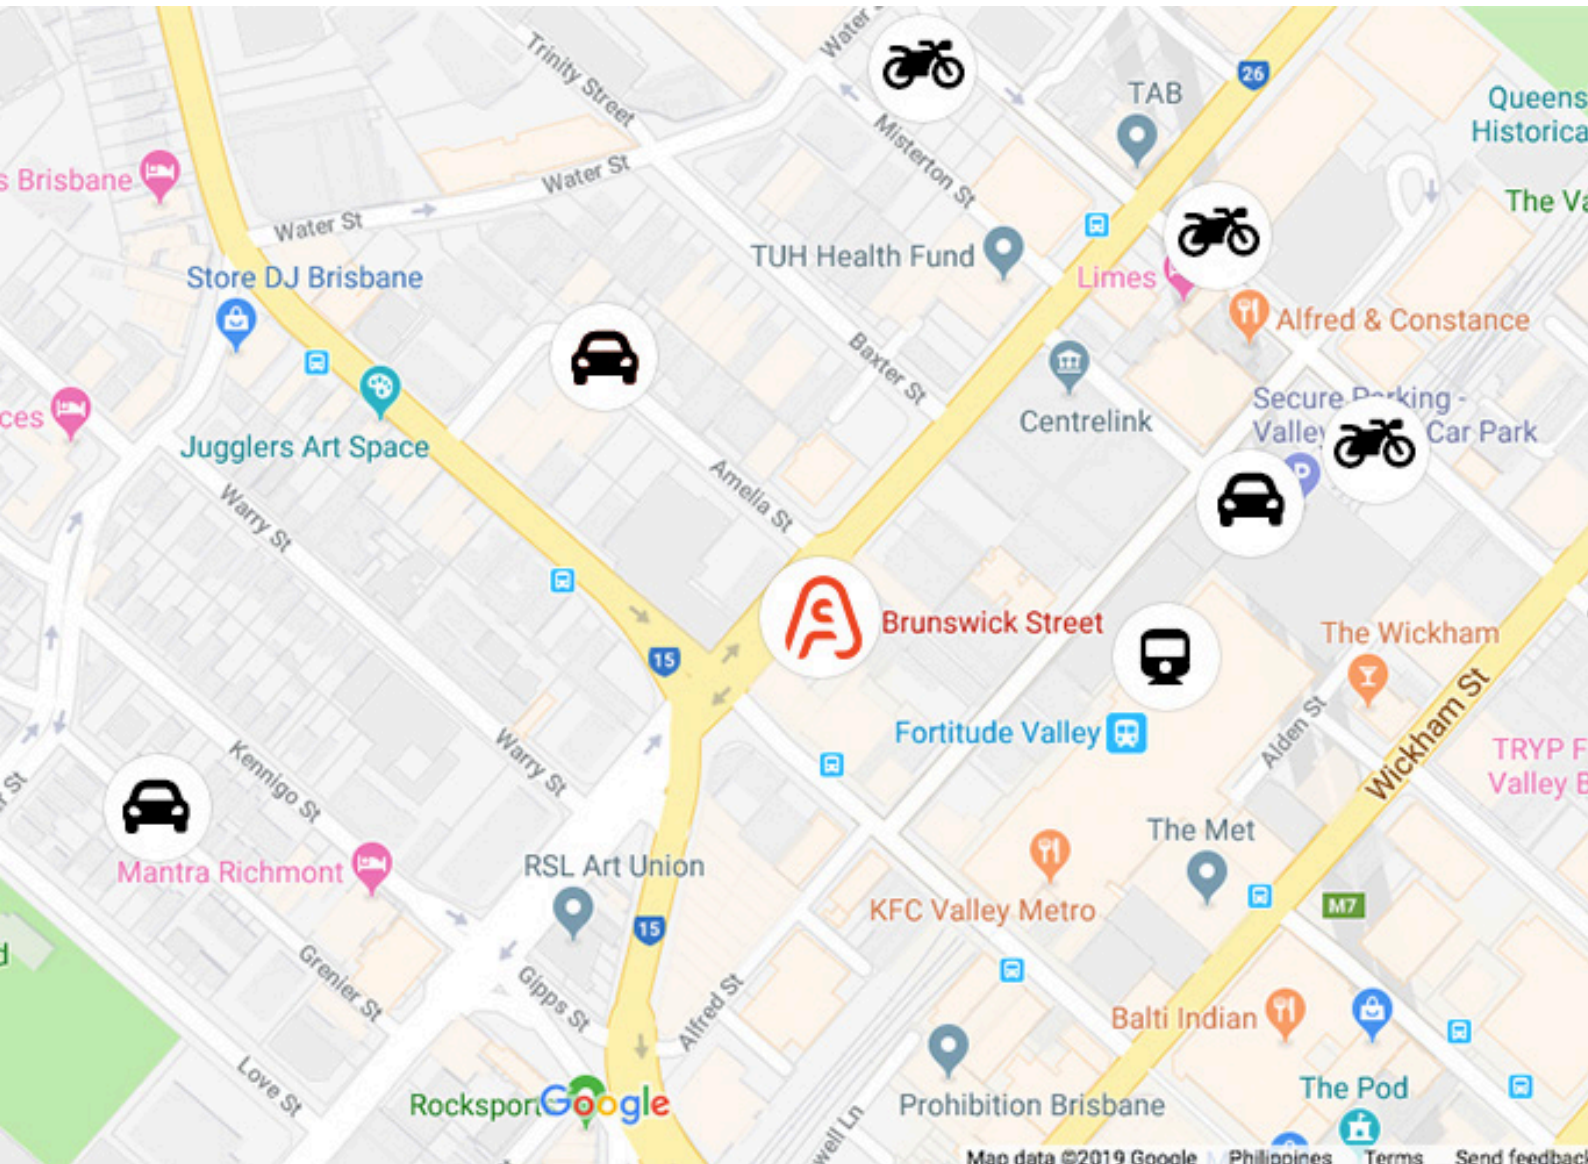 Water
Trinity Street
26
TAB
Queens
Historica
Misterton St
s Brisbane
Water St
The Va
Water St
TUH Health Fund
Limes
Store DJ Brisbane
Alfred & Constance
Baxter St
Secure Parking -
Valley Car Park
ces
Centrelink
Jugglers Art Space
Amelia St
Warry St
Brunswick Street
The Wickham
15
Fortitude Valley
Alden St
Wickham St
TRYP F
Valley B
Kennigo St
Warry St
St
The Met
Mantra Richmont
RSL Art Union
KFC Valley Metro
M7
15
d
Grenier St
Gipps St
Alfred St
Balti Indian
Love St
The Pod
Rocksport
Google
Prohibition Brisbane
well Ln
Map data ©2019 Google Philippines Terms Send feedback